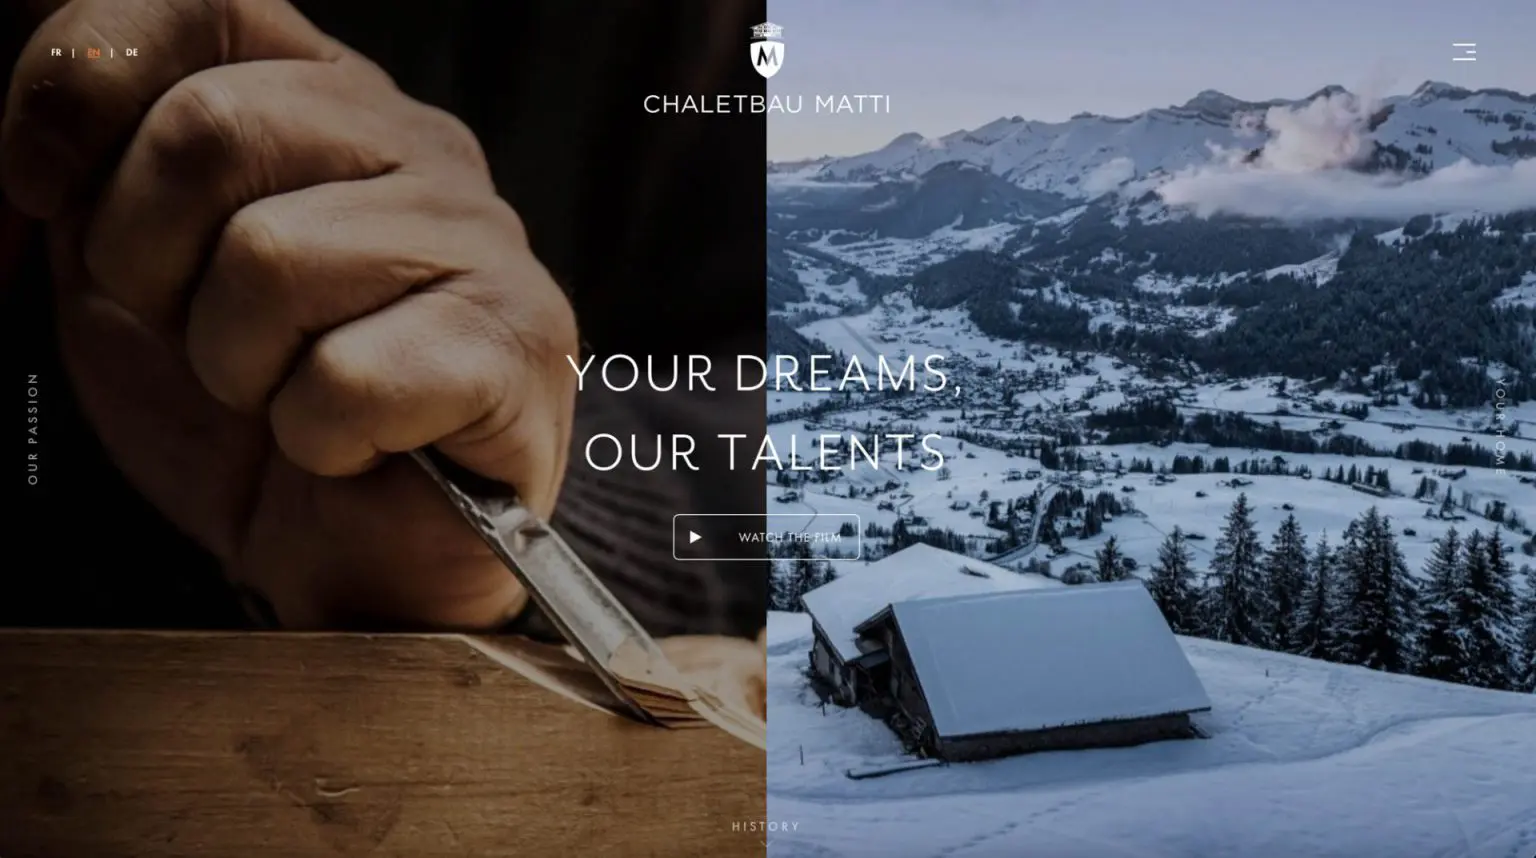 FR | EN | DE
M
CHALETBAU MATTI
OUR PASSION
YOUR DREAMS,
OUR TALENTS
YOUR HOME
WATCH THE FILM
HISTORY